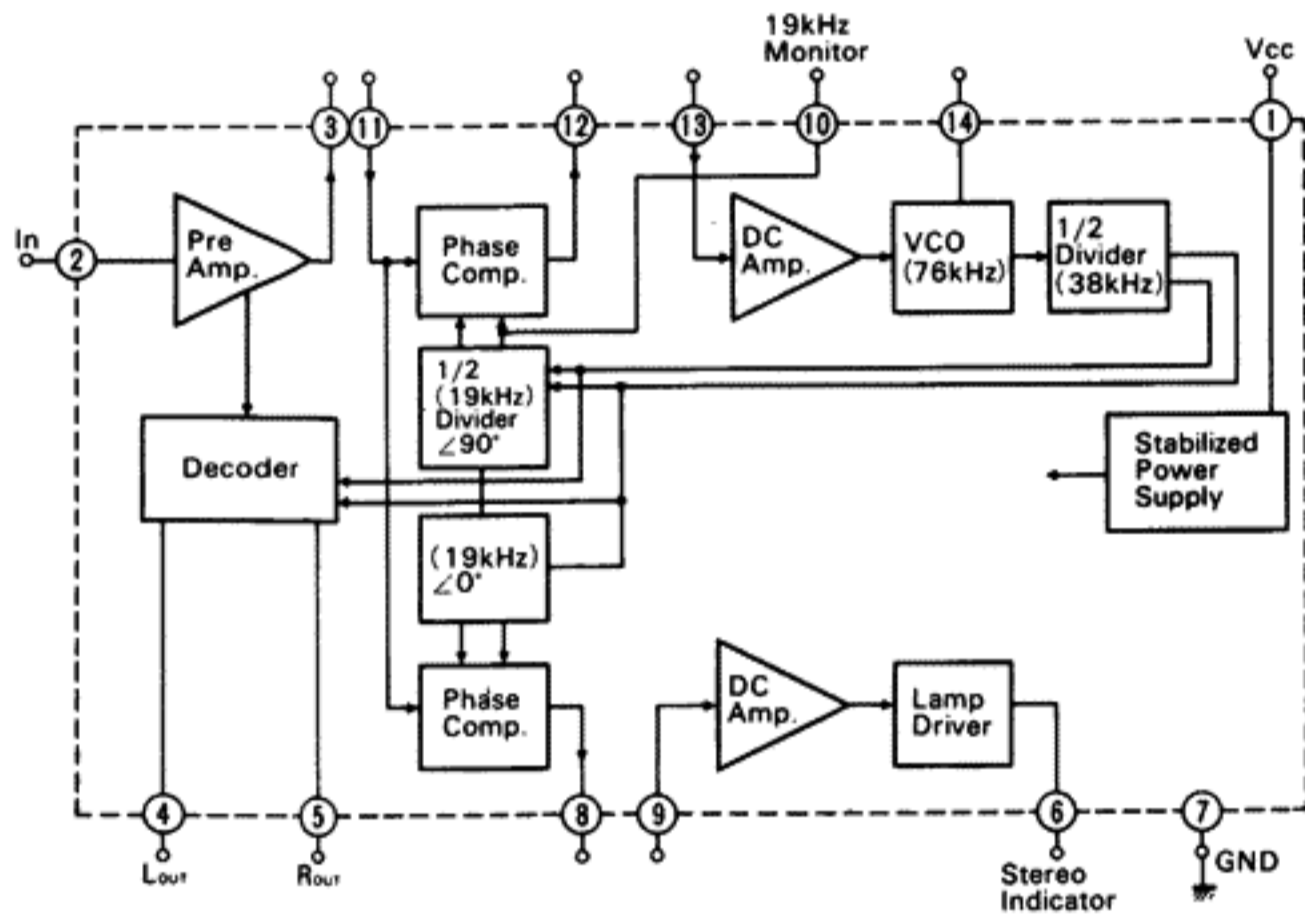 19kHz
Monitor
Vcc
3
11
12
13
10
14
1
In
2
Pre
Amp.
Phase
Comp.
DC
Amp.
VCO
(76kHz)
1/2
Divider
(38kHz)
1/2
(19kHz)
Divider
∠90°
Decoder
Stabilized
Power
Supply
(19kHz)
∠0°
Phase
Comp.
DC
Amp.
Lamp
Driver
4
5
8
9
6
7
LOUT
ROUT
Stereo
Indicator
GND